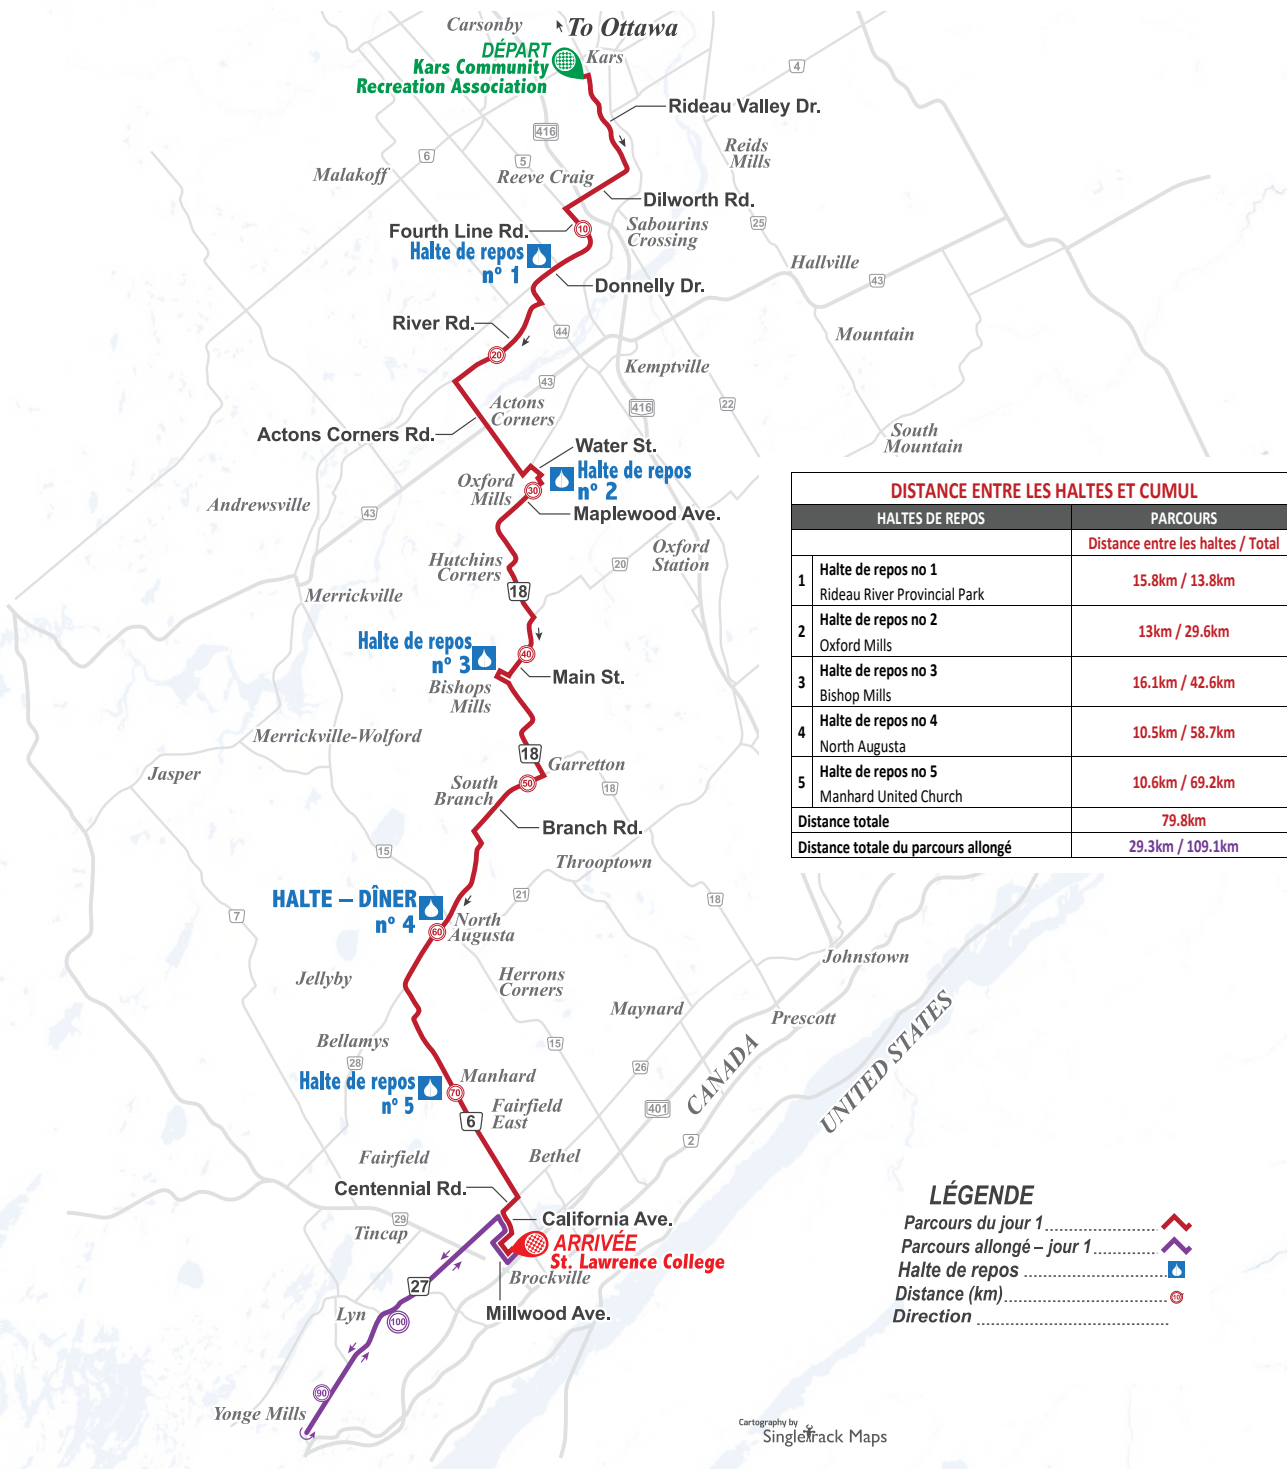 Carsonby
To Ottawa
DÉPART
Kars Community
Recreation Association
Kars
4
Rideau Valley Dr.
416
Reids
Mills
6
5
Malakoff
Reeve Craig
Dilworth Rd.
25
Fourth Line Rd.
10
Sabourins
Crossing
Halte de repos
nº 1
Hallville
43
Donnelly Dr.
River Rd.
44
Mountain
20
Kemptville
43
Actons
Corners
416
22
Actons Corners Rd.
South
Mountain
Water St.
Oxford
Mills
Halte de repos
nº 2
30
Andrewsville
43
Maplewood Ave.
Oxford
Station
20
Hutchins
Corners
18
Merrickville
Halte de repos
nº 3
40
Main St.
Bishops
Mills
Merrickville-Wolford
18
Garretton
Jasper
South
Branch
50
18
Branch Rd.
15
Throoptown
21
18
HALTE – DÎNER
nº 4
7
North
Augusta
60
Johnstown
Jellyby
Herrons
Corners
Maynard
Prescott
Bellamys
15
28
26
CANADA
UNITED STATES
Halte de repos
nº 5
Manhard
70
Fairfield
East
6
401
2
Fairfield
Bethel
Centennial Rd.
29
Tincap
California Ave.
ARRIVÉE
St. Lawrence College
Brockville
27
Millwood Ave.
Lyn
100
90
Yonge Mills
DISTANCE ENTRE LES HALTES ET CUMUL
HALTES DE REPOS PARCOURS
Distance entre les haltes / Total
1 Halte de repos no 1
Rideau River Provincial Park
15.8km / 13.8km
2 Halte de repos no 2
Oxford Mills
13km / 29.6km
3 Halte de repos no 3
Bishop Mills
16.1km / 42.6km
4 Halte de repos no 4
North Augusta
10.5km / 58.7km
5 Halte de repos no 5
Manhard United Church
10.6km / 69.2km
Distance totale 79.8km
Distance totale du parcours allongé 29.3km / 109.1km
LÉGENDE
Parcours du jour 1
Parcours allongé – jour 1
Halte de repos
Distance (km) 10
Direction
Cartography by
Singletrack Maps